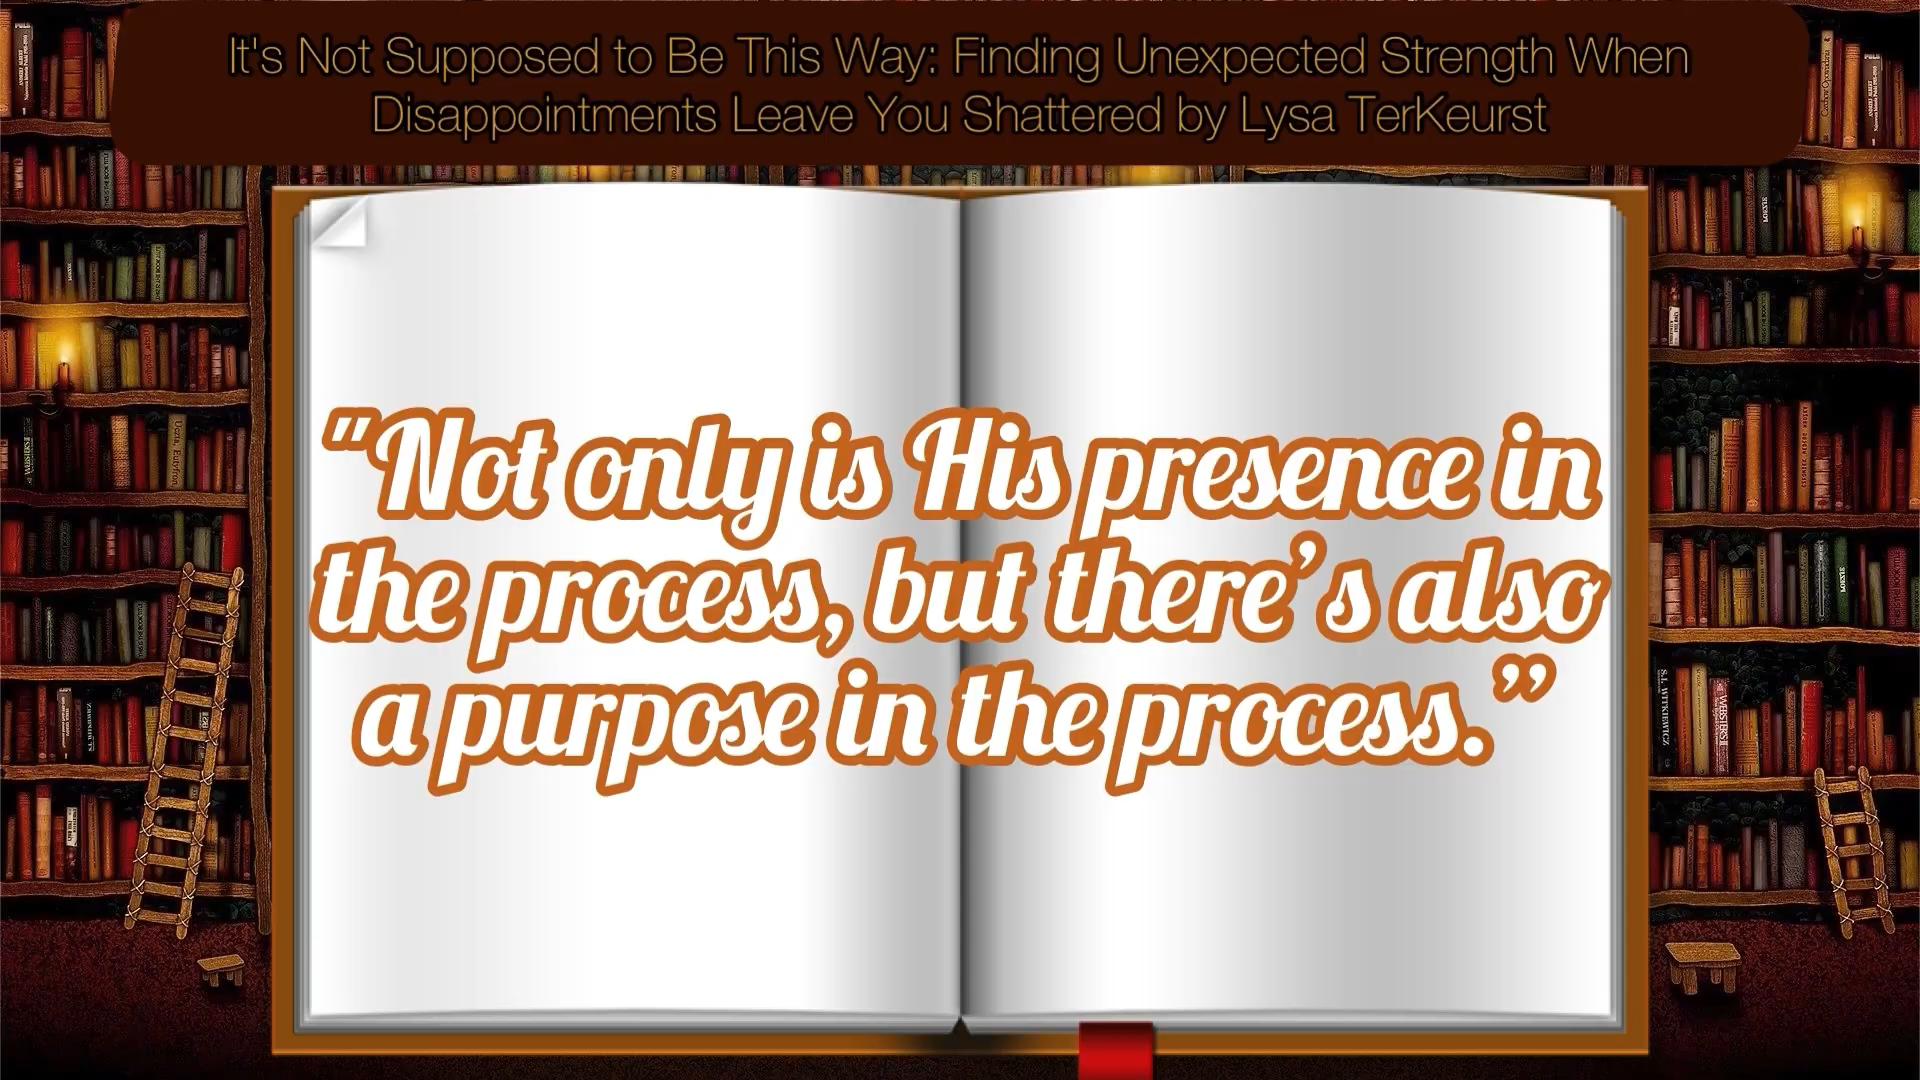 It's Not Supposed to Be This Way: Finding Unexpected Strength When
Disappointments Leave You Shattered by Lysa TerKeurst
"Not only is His presence in
the process, but there’s also
a purpose in the process.”